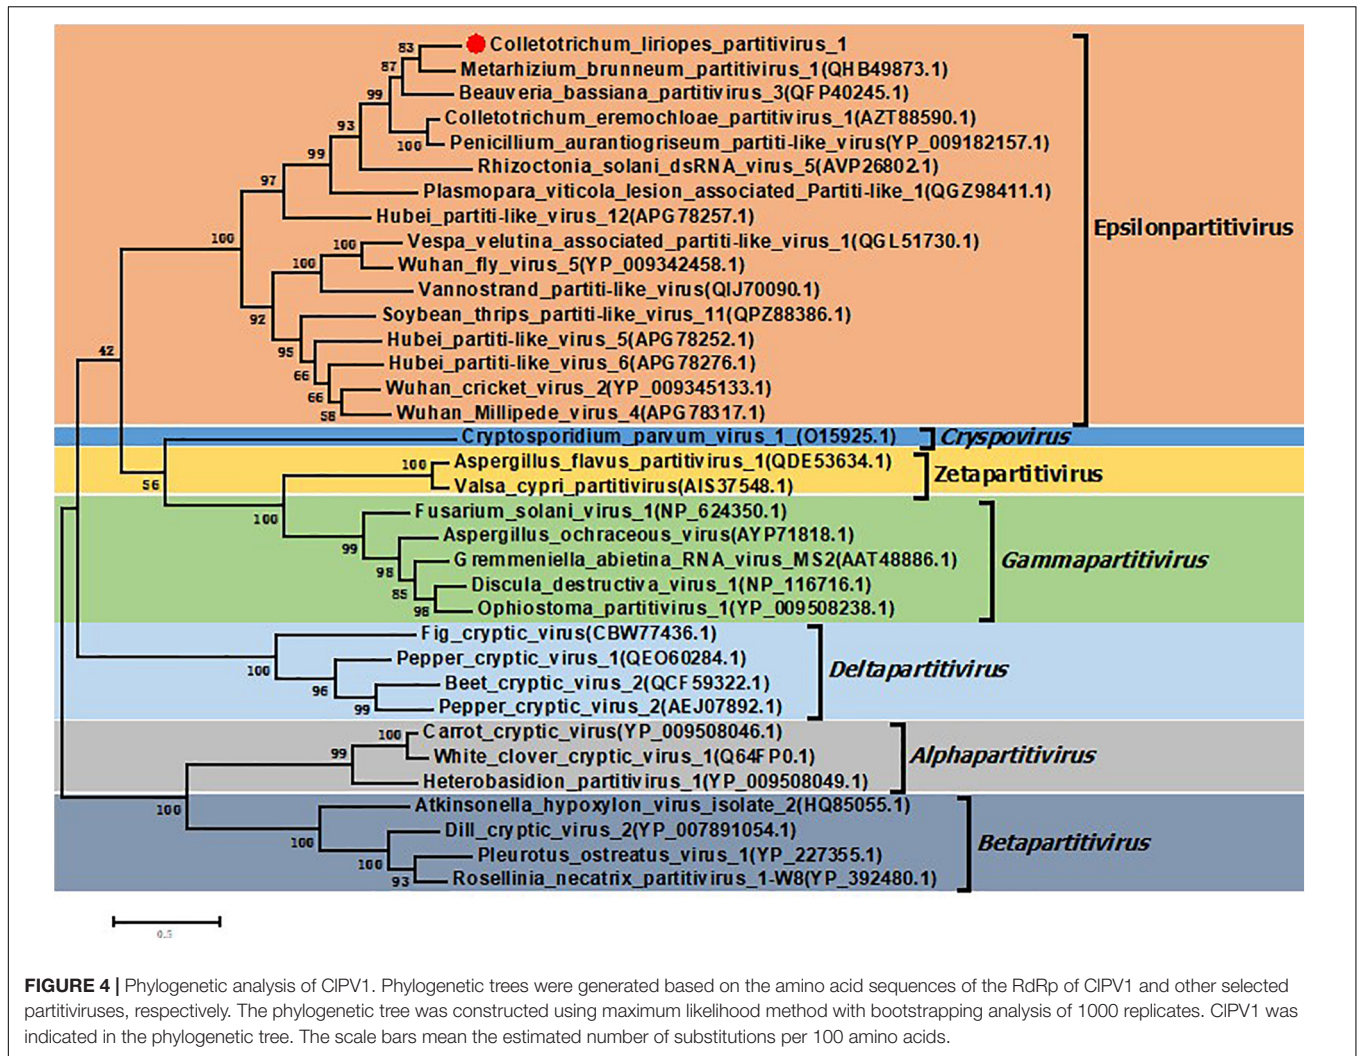 83
Colletotrichum_liriopes_partitivirus_1
87
Metarhizium_brunneum_partitivirus_1(QHB49873.1)
99
Beauveria_bassiana_partitivirus_3(QFP40245.1)
93
Colletotrichum_eremochloae_partitivirus_1(AZT88590.1)
100
Penicillium_aurantiogriseum_partiti-like_virus(YP_009182157.1)
99
Rhizoctonia_solani_dsRNA_virus_5(AVP26802.1)
97
Plasmopara_viticola_lesion_associated_Partiti-like_1(QGZ98411.1)
Hubei_partiti-like_virus_12(APG78257.1)
Epsilonpartitivirus
100
100
Vespa_velutina_associated_partiti-like_virus_1(QGL51730.1)
100
Wuhan_fly_virus_5(YP_009342458.1)
Vannostrand_partiti-like_virus(QIJ70090.1)
92
Soybean_thrips_partiti-like_virus_11(QPZ88386.1)
95
Hubei_partiti-like_virus_5(APG78252.1)
42
66
Hubei_partiti-like_virus_6(APG78276.1)
66
Wuhan_cricket_virus_2(YP_009345133.1)
58
Wuhan_Millipede_virus_4(APG78317.1)
Cryptosporidium_parvum_virus_1_(O15925.1)
Cryspovirus
100
Aspergillus_flavus_partitivirus_1(QDE53634.1)
Zetapartitivirus
56
Valsa_cypri_partitivirus(AIS37548.1)
100
Fusarium_solani_virus_1(NP_624350.1)
99
Aspergillus_ochraceous_virus(AYP71818.1)
98
Gremmeniella_abietina_RNA_virus_MS2(AAT48886.1)
Gammapartitivirus
85
Discula_destructiva_virus_1(NP_116716.1)
98
Ophiostoma_partitivirus_1(YP_009508238.1)
Fig_cryptic_virus(CBW77436.1)
100
Pepper_cryptic_virus_1(QEO60284.1)
Deltapartitivirus
96
Beet_cryptic_virus_2(QCF59322.1)
99
Pepper_cryptic_virus_2(AEJ07892.1)
100
Carrot_cryptic_virus(YP_009508046.1)
99
White_clover_cryptic_virus_1(Q64FP0.1)
Alphapartitivirus
Heterobasidion_partitivirus_1(YP_009508049.1)
100
Atkinsonella_hypoxylon_virus_isolate_2(HQ85055.1)
100
Dill_cryptic_virus_2(YP_007891054.1)
Betapartitivirus
100
Pleurotus_ostreatus_virus_1(YP_227355.1)
93
Rosellinia_necatrix_partitivirus_1-W8(YP_392480.1)
0.5
FIGURE 4 | Phylogenetic analysis of ClPV1. Phylogenetic trees were generated based on the amino acid sequences of the RdRp of ClPV1 and other selected
partitiviruses, respectively. The phylogenetic tree was constructed using maximum likelihood method with bootstrapping analysis of 1000 replicates. ClPV1 was
indicated in the phylogenetic tree. The scale bars mean the estimated number of substitutions per 100 amino acids.